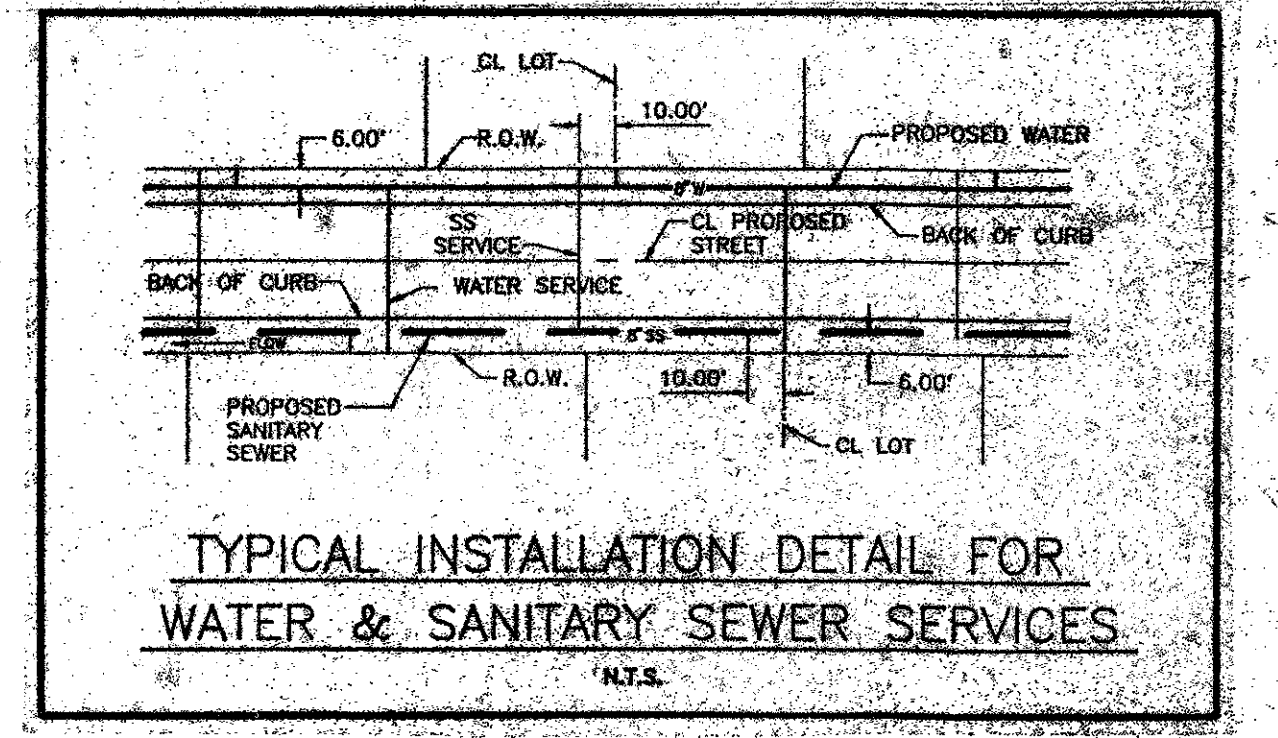 CL LOT
10.00'
6.00'
R.O.W.
PROPOSED WATER
8" W
SS
SERVICE
CL PROPOSED
STREET
BACK OF CURB
BACK OF CURB
WATER SERVICE
8" SS
FLOW
R.O.W.
10.00'
6.00'
PROPOSED
SANITARY
SEWER
CL LOT
TYPICAL INSTALLATION DETAIL FOR
WATER & SANITARY SEWER SERVICES
N.T.S.